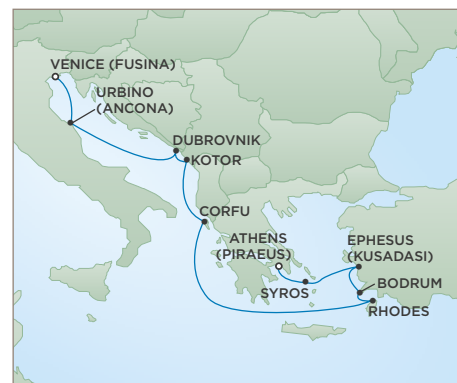 VENICE (FUSINA)
URBINO
(ANCONA)
DUBROVNIK
KOTOR
CORFU
ATHENS
(PIRAEUS)
EPHESUS
(KUSADASI)
SYROS
BODRUM
RHODES